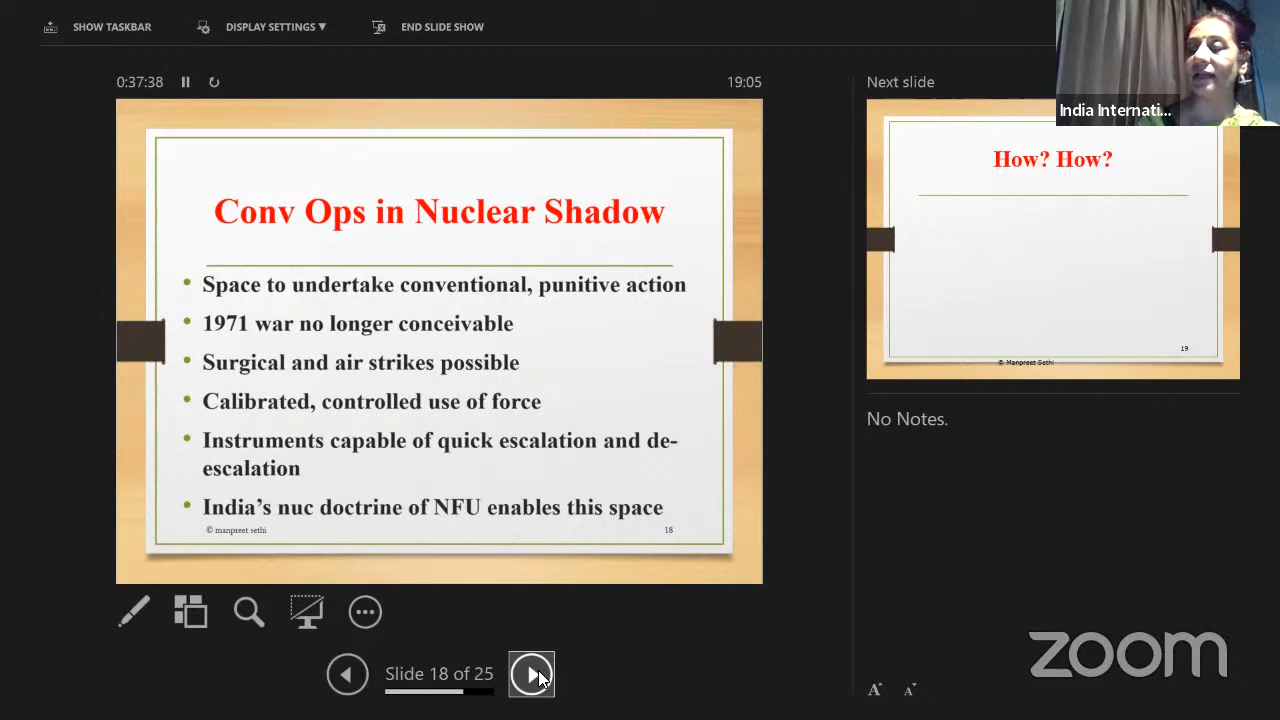 SHOW TASKBAR
DISPLAY SETTINGS ▼
END SLIDE SHOW
0:37:38
19:05
Next slide
India Internati...
Conv Ops in Nuclear Shadow
• Space to undertake conventional, punitive action
• 1971 war no longer conceivable
• Surgical and air strikes possible
• Calibrated, controlled use of force
• Instruments capable of quick escalation and de-
escalation
• India’s nuc doctrine of NFU enables this space
© manpreet sethi
18
How? How?
19
© Manpreet Sethi
No Notes.
Slide 18 of 25
A A
zoom